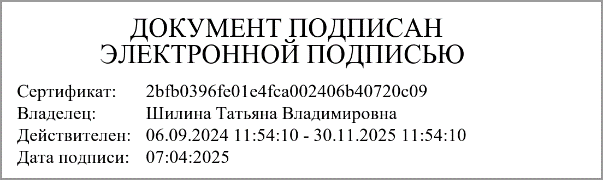 ДОКУМЕНТ ПОДПИСАН
ЭЛЕКТРОННОЙ ПОДПИСЬЮ
Сертификат: 2bfb0396fe01e4fca002406b40720c09
Владелец: Шилина Татьяна Владимировна
Действителен: 06.09.2024 11:54:10 - 30.11.2025 11:54:10
Дата подписи: 07:04:2025